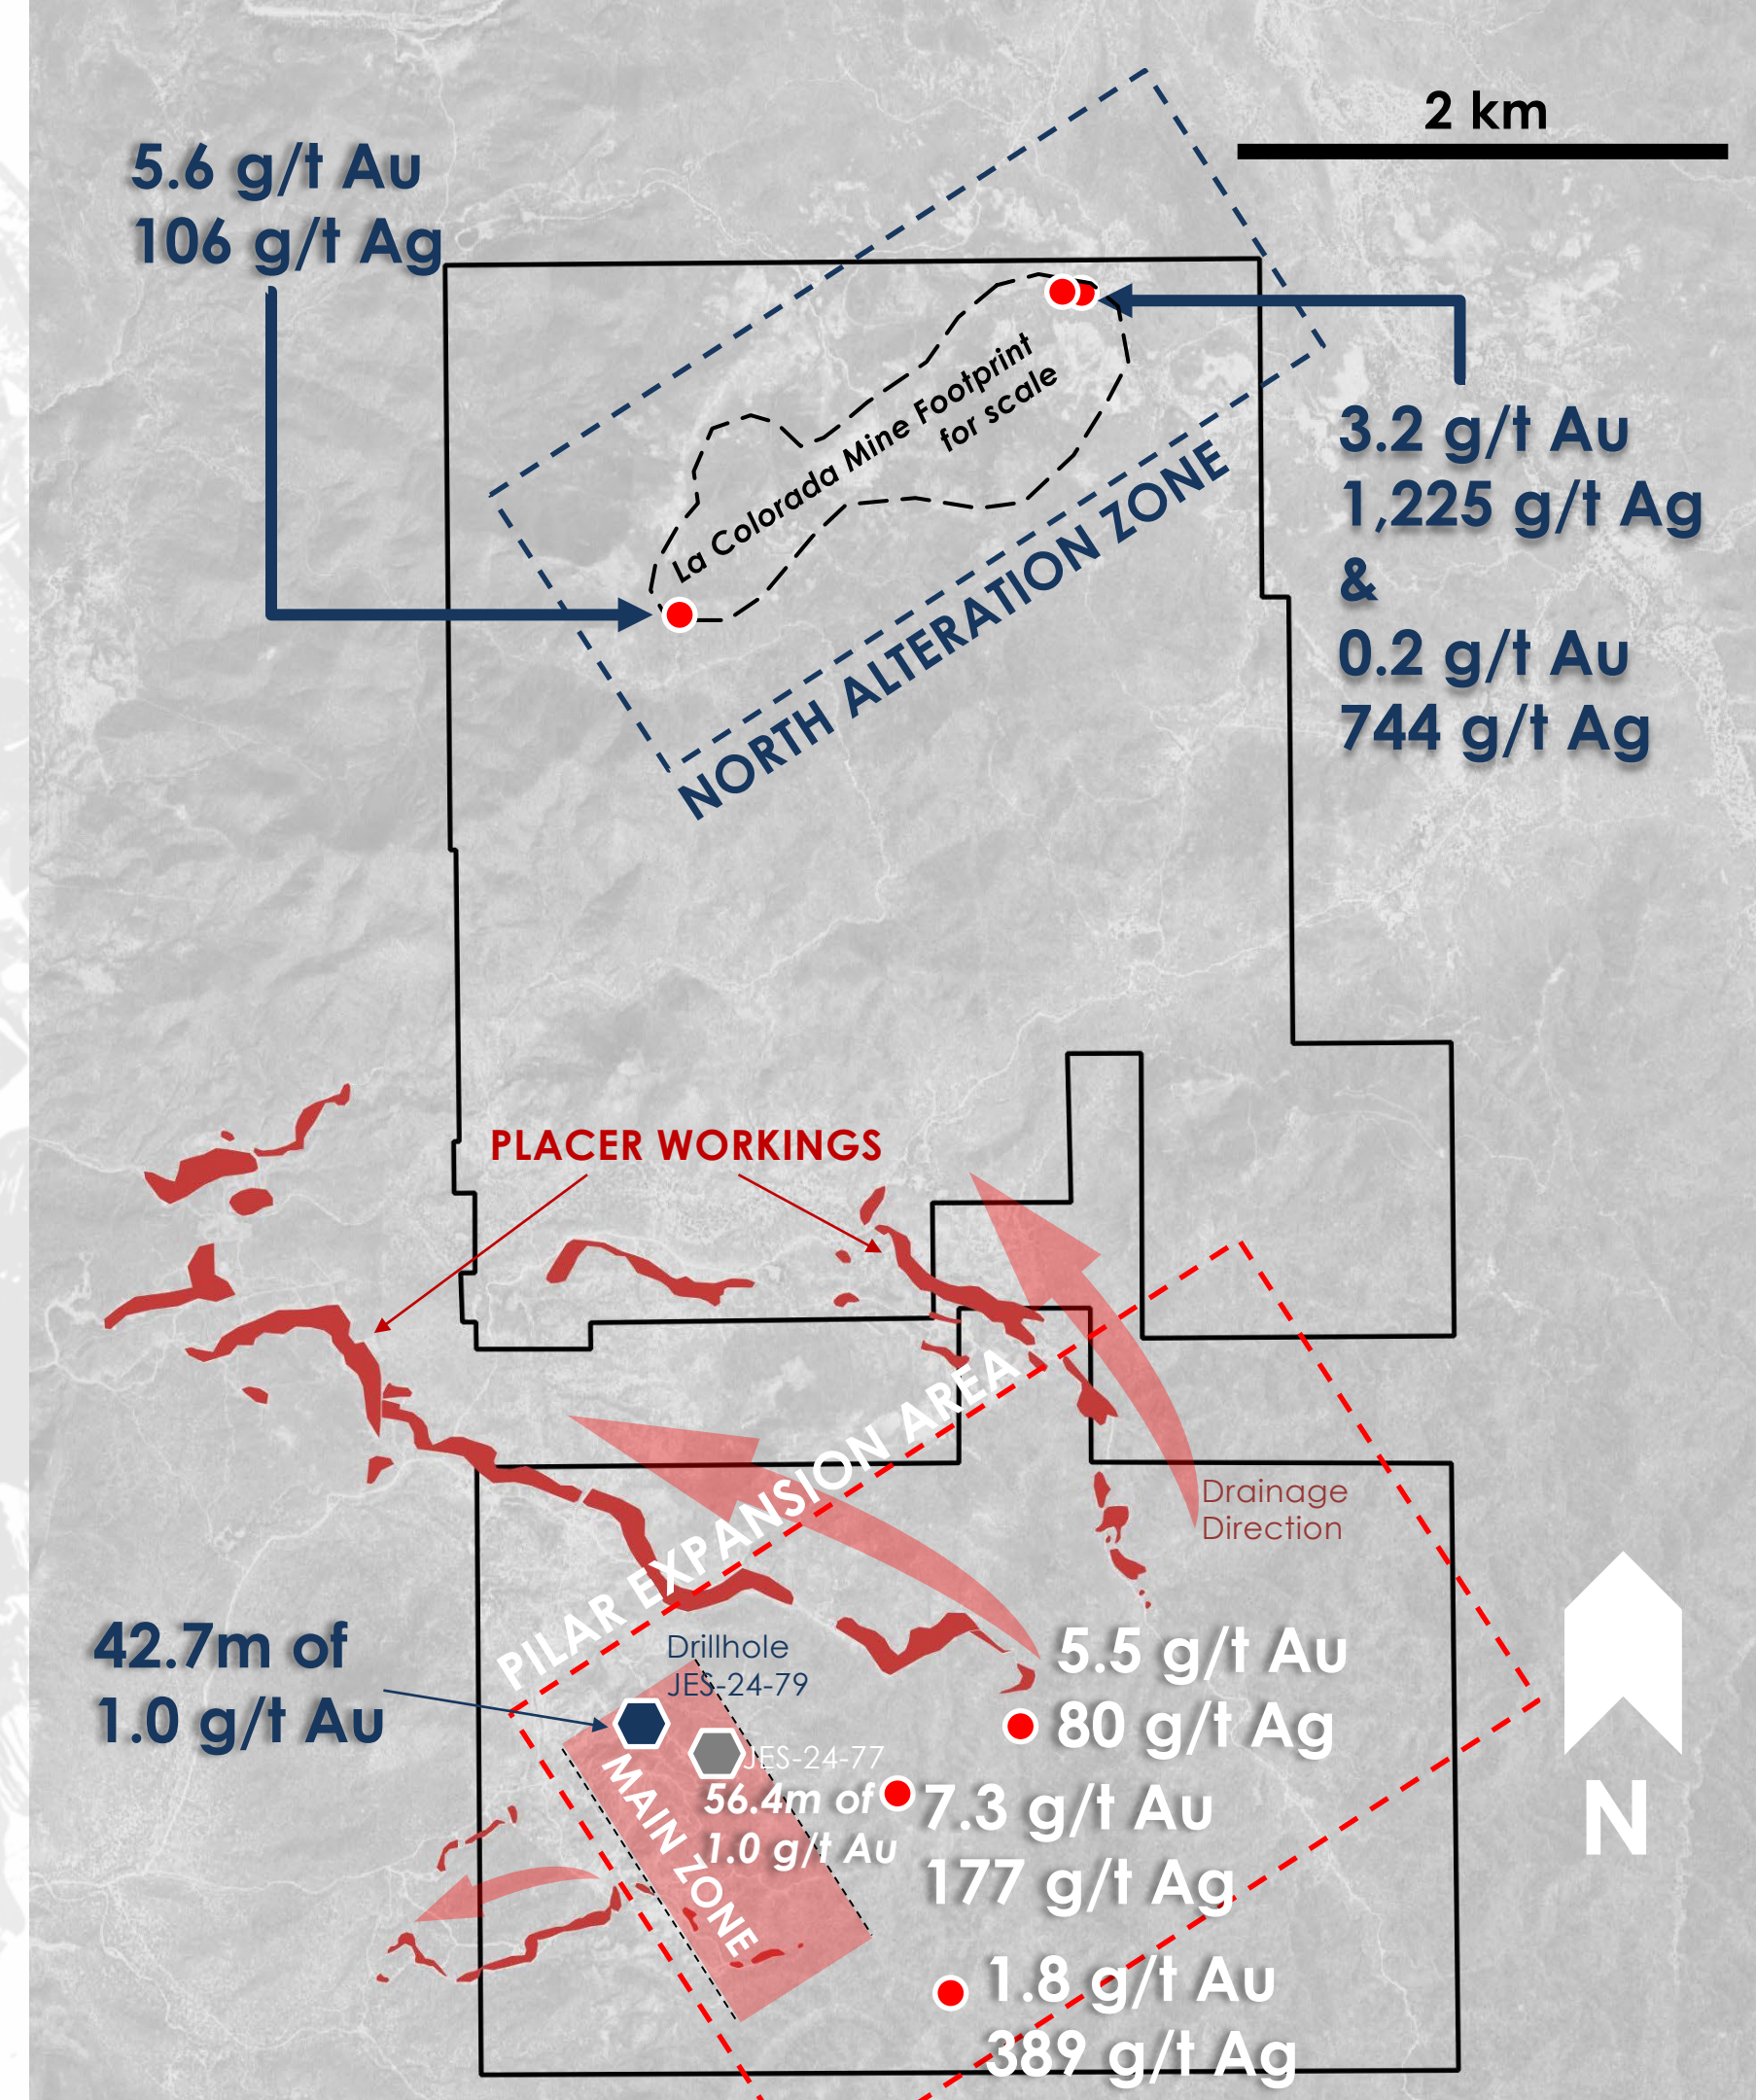 2 km
5.6 g/t Au
106 g/t Ag
La Colorada Mine Footprint
for scale
3.2 g/t Au
1,225 g/t Ag
&
0.2 g/t Au
744 g/t Ag
NORTH ALTERATION ZONE
PLACER WORKINGS
PILAR EXPANSION AREA
Drainage
Direction
42.7m of
1.0 g/t Au
Drillhole
JES-24-79
JES-24-77
56.4m of
1.0 g/t Au
MAIN ZONE
5.5 g/t Au
80 g/t Ag
7.3 g/t Au
177 g/t Ag
1.8 g/t Au
389 g/t Ag
N